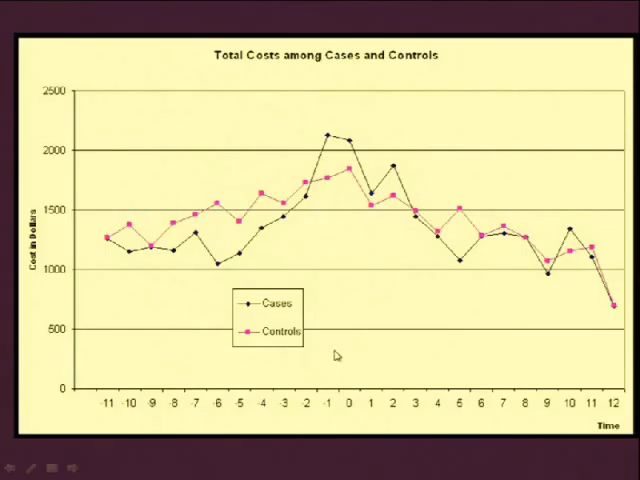 Total Costs among Cases and Controls
2500
2000
1500
1000
500
0
Cost in Dollars
Cases
Controls
-11 -10 -9 -8 -7 -6 -5 -4 -3 -2 -1 0 1 2 3 4 5 6 7 8 9 10 11 12
Time